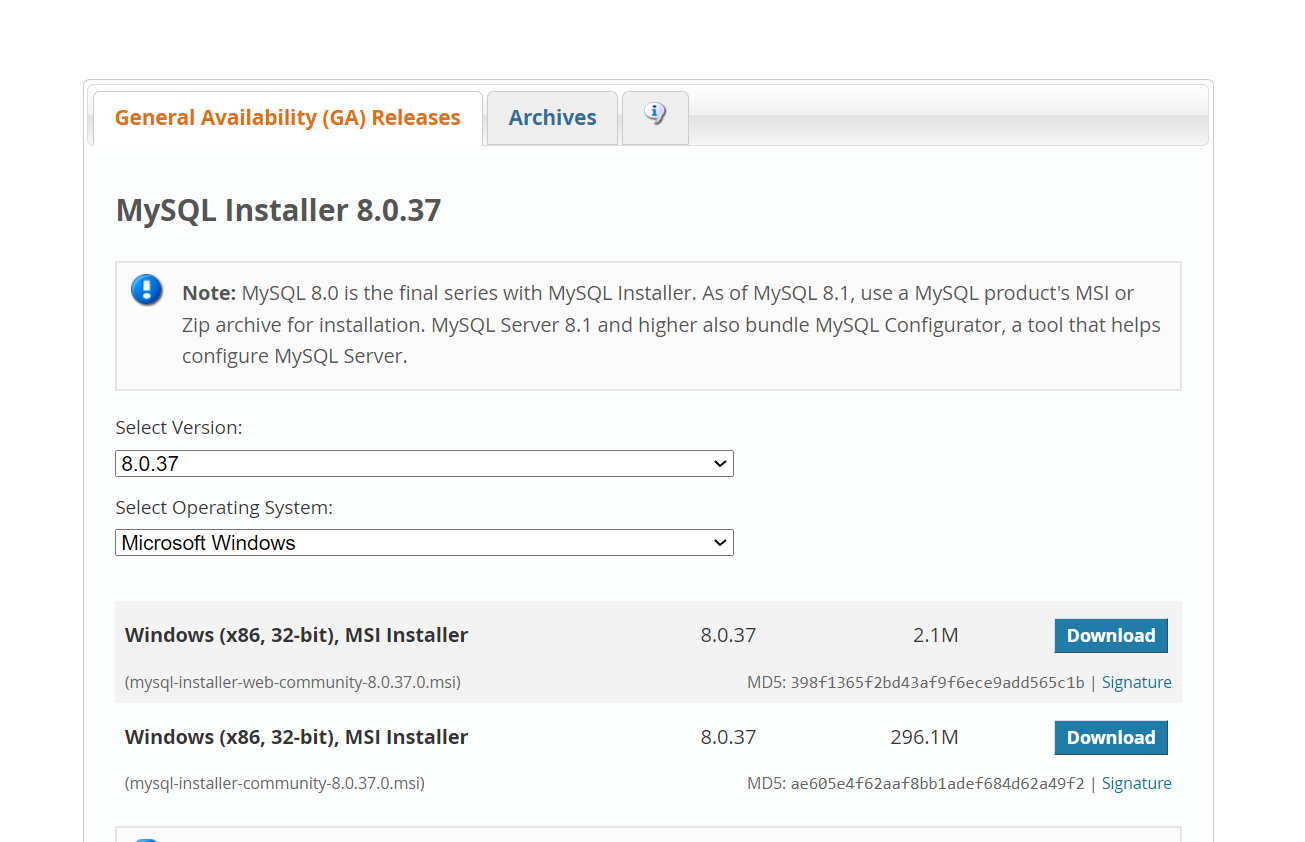 General Availability (GA) Releases
Archives
MySQL Installer 8.0.37
Note: MySQL 8.0 is the final series with MySQL Installer. As of MySQL 8.1, use a MySQL product's MSI or
Zip archive for installation. MySQL Server 8.1 and higher also bundle MySQL Configurator, a tool that helps
configure MySQL Server.
Select Version:
8.0.37
Select Operating System:
Microsoft Windows
Windows (x86, 32-bit), MSI Installer 8.0.37 2.1M Download
(mysql-installer-web-community-8.0.37.0.msi) MD5: 398f1365f2bd43af9f6ece9add565c1b | Signature
Windows (x86, 32-bit), MSI Installer 8.0.37 296.1M Download
(mysql-installer-community-8.0.37.0.msi) MD5: ae605e4f62aaf8bb1adef684d62a49f2 | Signature